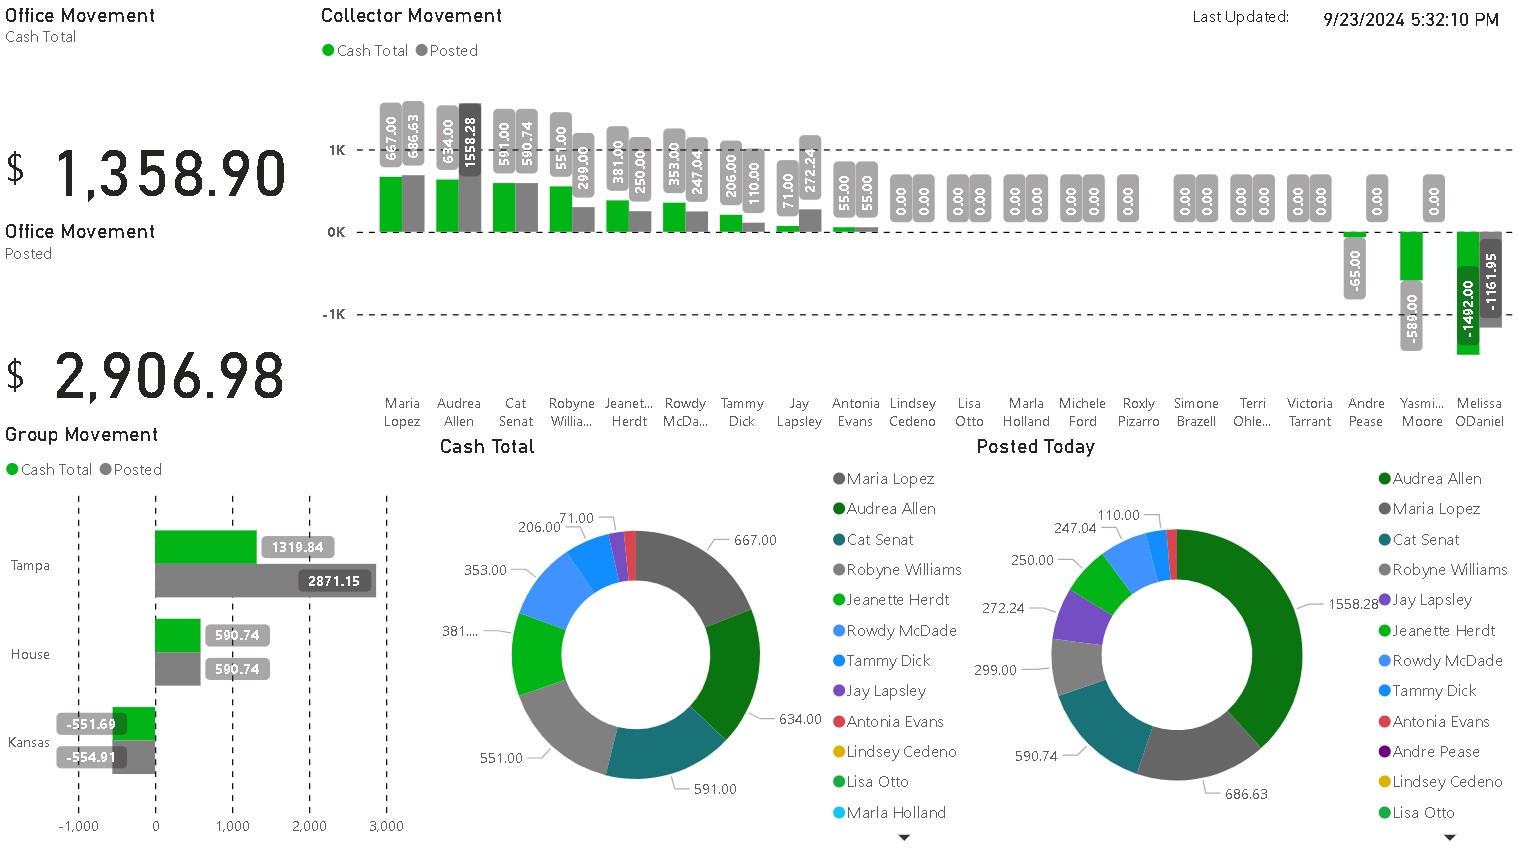 Office Movement
Cash Total
$ 1,358.90
Office Movement
Posted
$ 2,906.98
Collector Movement
Cash Total Posted
Last Updated: 9/23/2024 5:32:10 PM
1K
0K
-1K
667.00 686.63
634.00 1558.28
591.00 590.74
551.00 299.00
381.00 250.00
353.00 247.04
206.00 110.00
71.00 272.24
55.00 55.00
0.00 0.00
0.00 0.00
0.00 0.00
0.00 0.00
0.00
0.00 0.00
0.00 0.00
0.00 0.00
-65.00 0.00
-589.00 0.00
-1492.00 -1161.95
Maria Lopez
Audrea Allen
Cat Senat
Robyne Willia...
Jeanet... Herdt
Rowdy McDa...
Tammy Dick
Jay Lapsley
Antonia Evans
Lindsey Cedeno
Lisa Otto
Marla Holland
Michele Ford
Roxly Pizarro
Simone Brazell
Terri Ohle...
Victoria Tarrant
Andre Pease
Yasmi... Moore
Melissa ODaniel
Group Movement
Cash Total Posted
Tampa
1319.84
2871.15
House
590.74
590.74
Kansas
-551.69
-554.91
-1,000 0 1,000 2,000 3,000
Cash Total
667.00
634.00
591.00
551.00
381....
353.00
206.00
71.00
Maria Lopez
Audrea Allen
Cat Senat
Robyne Williams
Jeanette Herdt
Rowdy McDade
Tammy Dick
Jay Lapsley
Antonia Evans
Lindsey Cedeno
Lisa Otto
Marla Holland
Posted Today
1558.28
686.63
590.74
299.00
272.24
250.00
247.04
110.00
Audrea Allen
Maria Lopez
Cat Senat
Robyne Williams
Jay Lapsley
Jeanette Herdt
Rowdy McDade
Tammy Dick
Antonia Evans
Andre Pease
Lindsey Cedeno
Lisa Otto